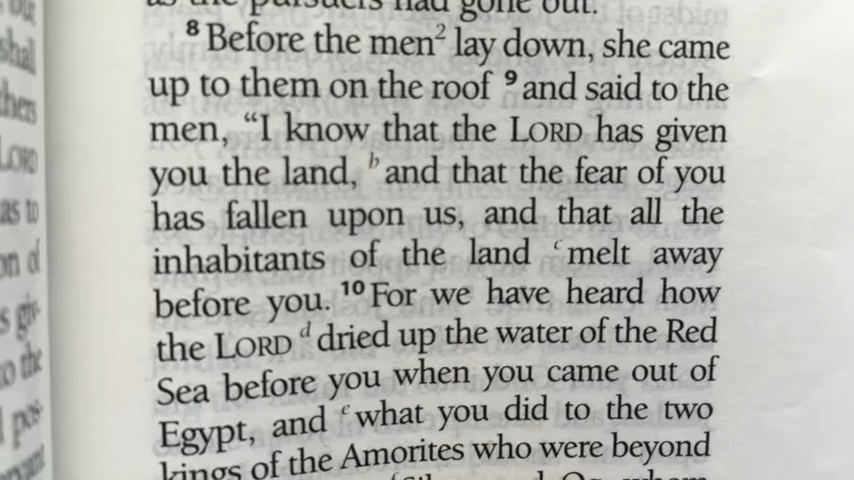 as the pursuers had gone out.
8 Before the men2 lay down, she came
up to them on the roof 9 and said to the
men, “I know that the LORD has given
you the land, b and that the fear of you
has fallen upon us, and that all the
inhabitants of the land c melt away
before you. 10 For we have heard how
the LORD d dried up the water of the Red
Sea before you when you came out of
Egypt, and e what you did to the two
kings of the Amorites who were beyond